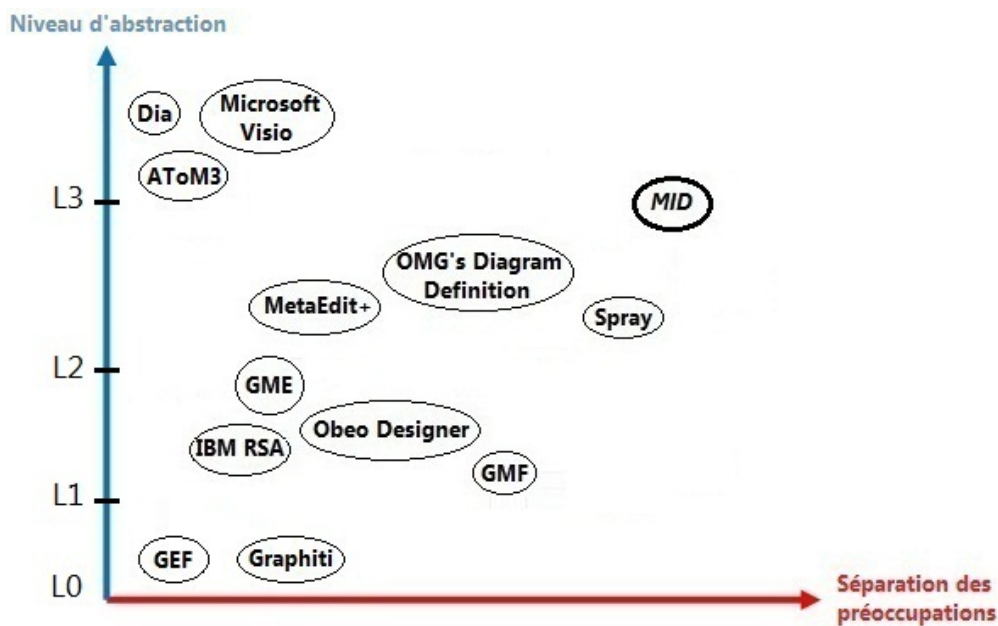 Niveau d'abstraction
Dia
Microsoft
Visio
AToM3
L3
MID
OMG's Diagram
Definition
MetaEdit+
Spray
L2
GME
Obeo Designer
IBM RSA
GMF
L1
GEF
Graphiti
L0
Séparation des
préoccupations